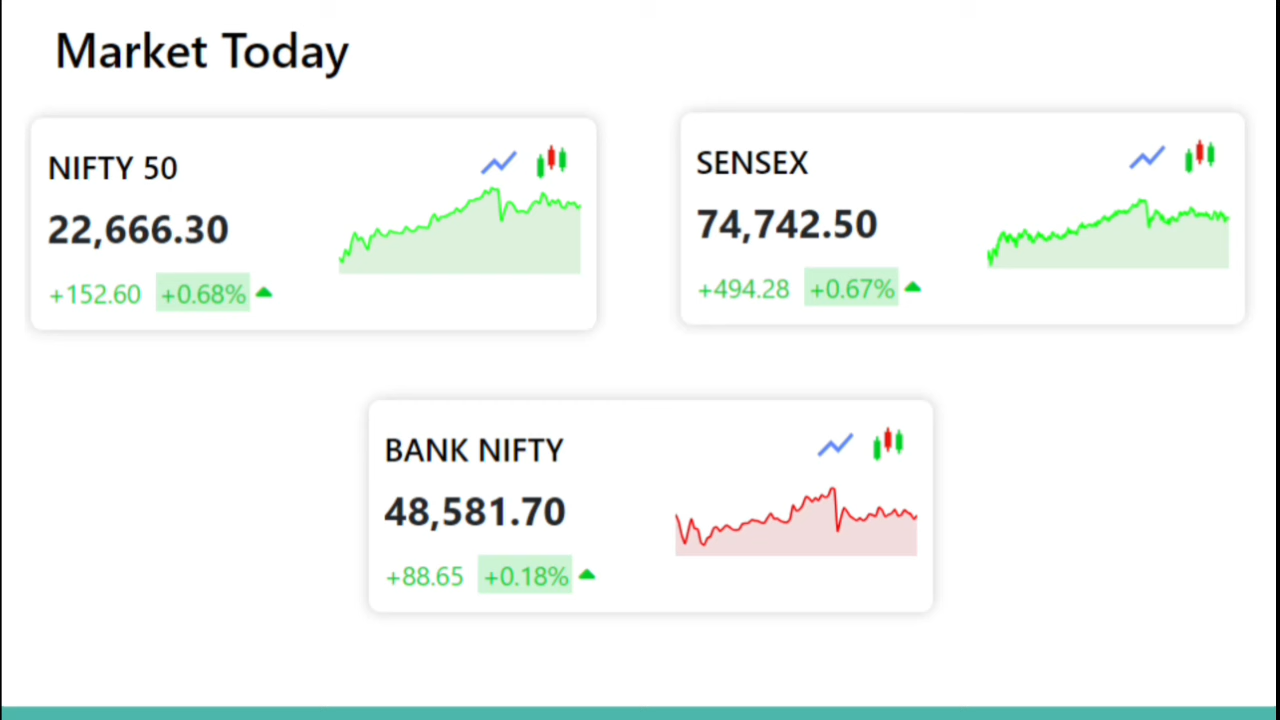 Market Today
NIFTY 50
22,666.30
+152.60 +0.68%
SENSEX
74,742.50
+494.28 +0.67%
BANK NIFTY
48,581.70
+88.65 +0.18%